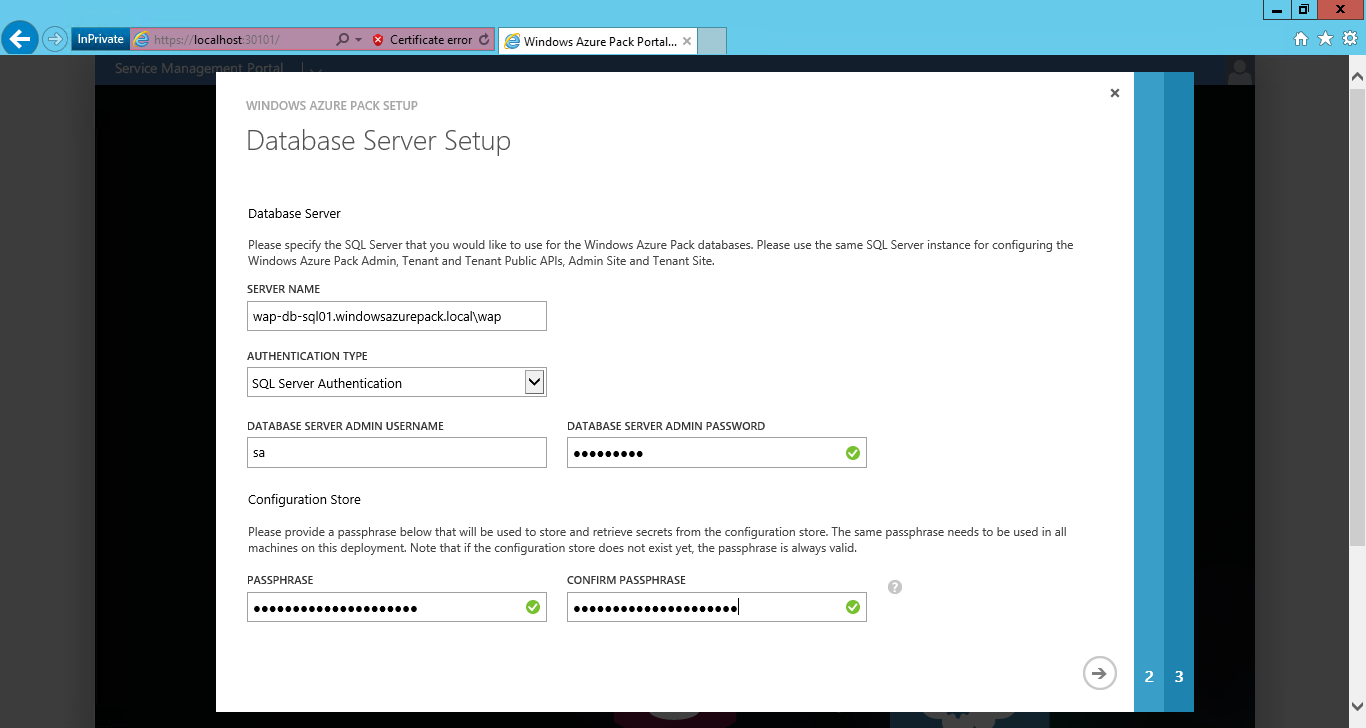 InPrivate
https://localhost:30101/
Certificate error
Windows Azure Pack Portal...
Service Management Portal
WINDOWS AZURE PACK SETUP
Database Server Setup
Database Server
Please specify the SQL Server that you would like to use for the Windows Azure Pack databases. Please use the same SQL Server instance for configuring the
Windows Azure Pack Admin, Tenant and Tenant Public APIs, Admin Site and Tenant Site.
SERVER NAME
wap-db-sql01.windowsazurepack.local\wap
AUTHENTICATION TYPE
SQL Server Authentication
DATABASE SERVER ADMIN USERNAME
DATABASE SERVER ADMIN PASSWORD
sa
Configuration Store
Please provide a passphrase below that will be used to store and retrieve secrets from the configuration store. The same passphrase needs to be used in all
machines on this deployment. Note that if the configuration store does not exist yet, the passphrase is always valid.
PASSPHRASE
CONFIRM PASSPHRASE
?
2
3